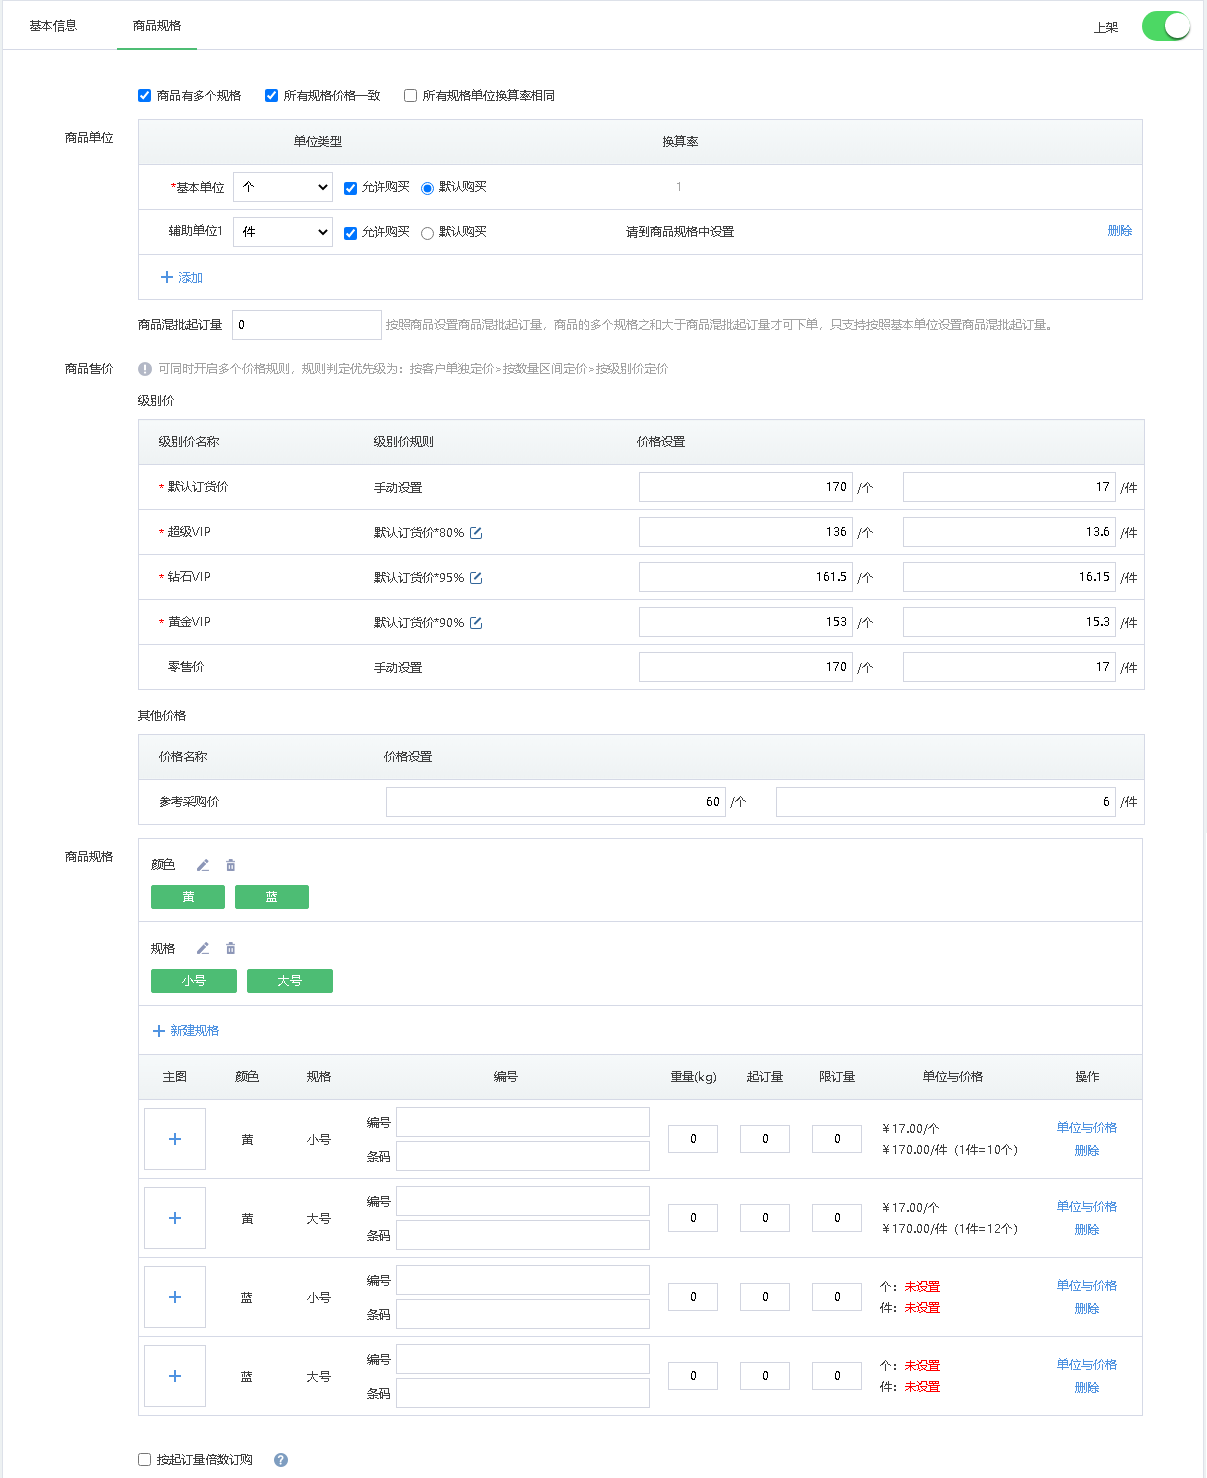 基本信息 商品规格 上架
商品有多个规格 所有规格价格一致 所有规格单位换算率相同
商品单位
单位类型 换算率
*基本单位 个 允许购买 默认购买 1
辅助单位1 件 允许购买 默认购买 请到商品规格中设置 删除
+ 添加
商品混批起订量 0 按照商品设置商品混批起订量，商品的多个规格之和大于商品混批起订量才可下单，只支持按照基本单位设置商品混批起订量。
商品售价 可同时开启多个价格规则，规则判定优先级为：按客户单独定价>按数量区间定价>按级别价定价
级别价
级别价名称 级别价规则 价格设置
* 默认订货价 手动设置 170 /个 17 /件
* 超级VIP 默认订货价*80% 136 /个 13.6 /件
* 钻石VIP 默认订货价*95% 161.5 /个 16.15 /件
* 黄金VIP 默认订货价*90% 153 /个 15.3 /件
零售价 手动设置 170 /个 17 /件
其他价格
价格名称 价格设置
参考采购价 60 /个 6 /件
商品规格
颜色
黄 蓝
规格
小号 大号
+ 新建规格
主图 颜色 规格 编号 重量(kg) 起订量 限订量 单位与价格 操作
+ 黄 小号 编号 0 0 0 ¥17.00/个 单位与价格
条码 ¥170.00/件（1件=10个） 删除
+ 黄 大号 编号 0 0 0 ¥17.00/个 单位与价格
条码 ¥170.00/件（1件=12个） 删除
+ 蓝 小号 编号 0 0 0 个：未设置 单位与价格
条码 件：未设置 删除
+ 蓝 大号 编号 0 0 0 个：未设置 单位与价格
条码 件：未设置 删除
按起订量倍数订购 ?